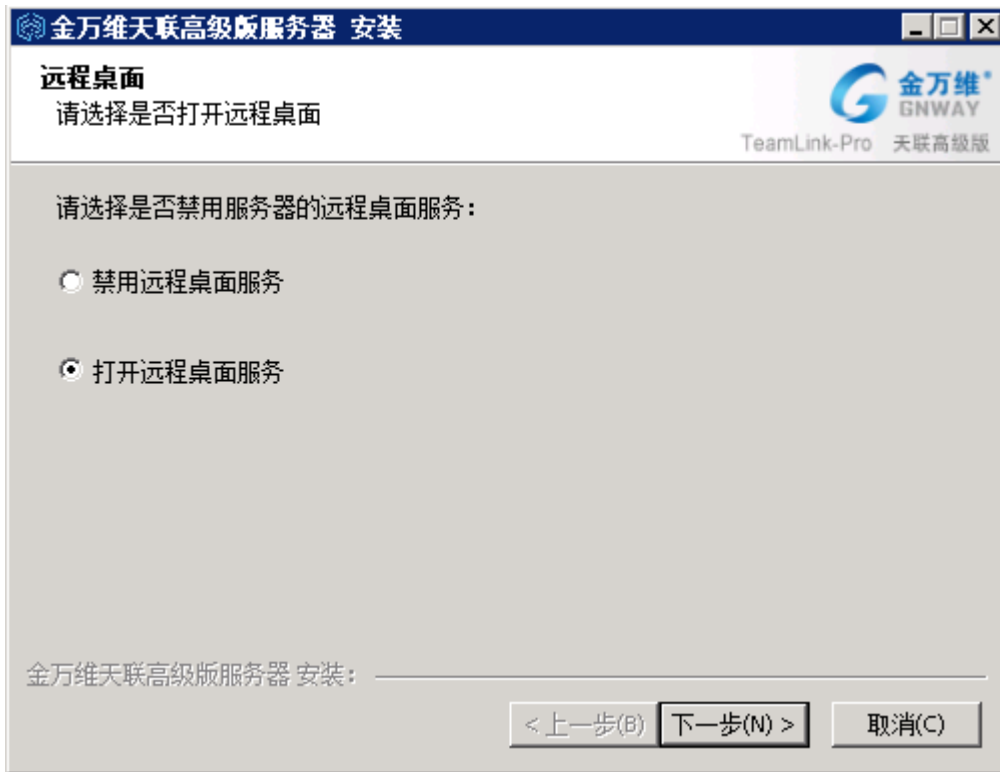 金万维天联高级版服务器 安装
远程桌面
请选择是否打开远程桌面
金万维®
GNWAY
TeamLink-Pro 天联高级版
请选择是否禁用服务器的远程桌面服务:
禁用远程桌面服务
打开远程桌面服务
金万维天联高级版服务器 安装:
< 上一步(B) 下一步(N) > 取消(C)